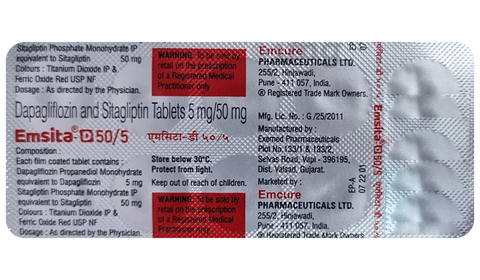 Sitagliptin Phosphate Monohydrate IP
equivalent to Sitagliptin 50 mg
Colours : Titanium Dioxide IP &
Ferric Oxide Red USP NF
Dosage : As directed by the Physician.
WARNING: To be sold by
retail on the prescription
of a Registered Medical
Practitioner only
Emcure
PHARMACEUTICALS LTD.
255/2, Hinjawadi,
Pune - 411 057, India.
® Registered Trade Mark Owners.
Dapagliflozin and Sitagliptin Tablets 5 mg/50 mg
Emsita® D 50/5
एमसिटा-डी ५०/५
Composition :
Each film coated tablet contains :
Dapagliflozin Propanediol Monohydrate
equivalent to Dapagliflozin 5 mg
Sitagliptin Phosphate Monohydrate IP
equivalent to Sitagliptin 50 mg
Colours : Titanium Dioxide IP &
Ferric Oxide Red USP NF
Dosage : As directed by the Physician.
Store below 30°C.
Protect from light.
Keep out of reach of children.
WARNING: To be sold by
retail on the prescription
of a Registered Medical
Practitioner only
Mfg. Lic. No. : G /25/2011
Manufactured by :
Exemed Pharmaceuticals
Plot No.133/1 & 133/2,
Selvas Road, Vapi - 396195,
Dist. Valsad, Gujarat.
Marketed by :
Emcure
PHARMACEUTICALS LTD.
255/2, Hinjawadi,
Pune - 411 057, India.
® Registered Trade Mark Owners
EP-A
07 22 01
Emsita® D 50/5